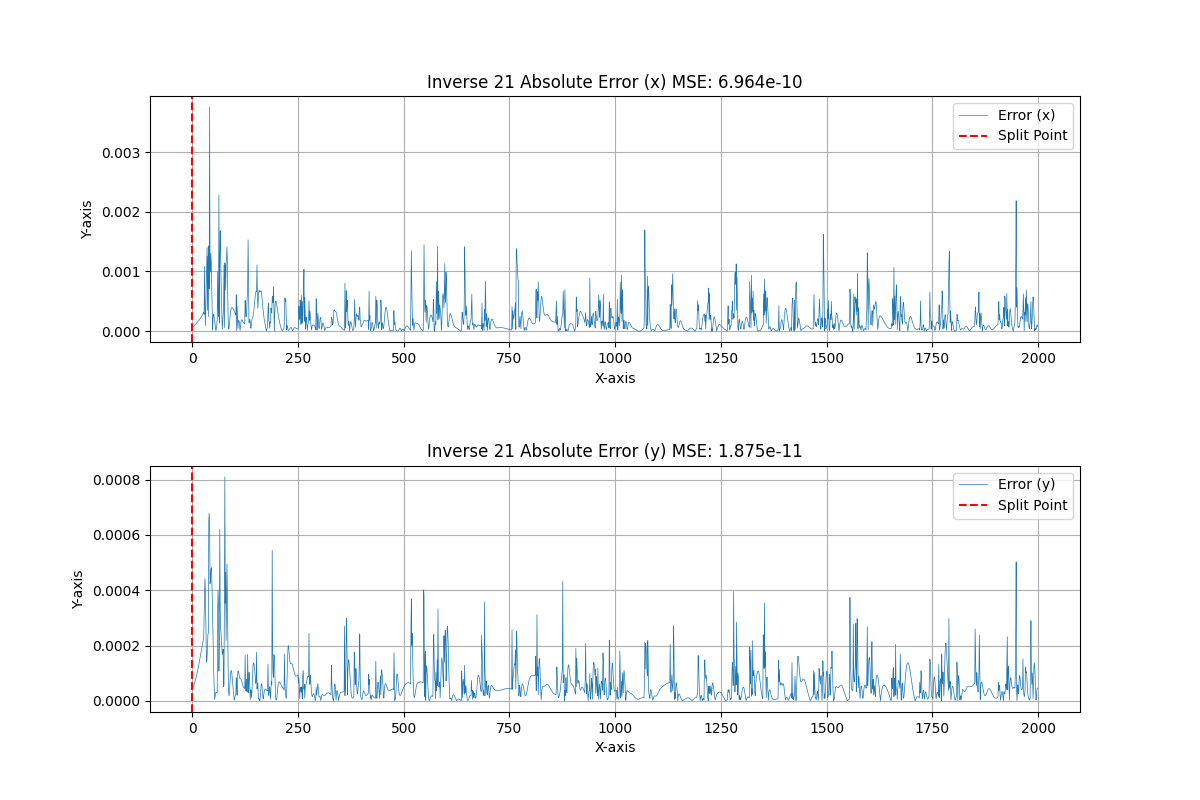 Inverse 21 Absolute Error (x) MSE: 6.964e-10
Y-axis
0.003
0.002
0.001
0.000
Error (x)
Split Point
0 250 500 750 1000 1250 1500 1750 2000
X-axis
Inverse 21 Absolute Error (y) MSE: 1.875e-11
Y-axis
0.0008
0.0006
0.0004
0.0002
0.0000
Error (y)
Split Point
0 250 500 750 1000 1250 1500 1750 2000
X-axis